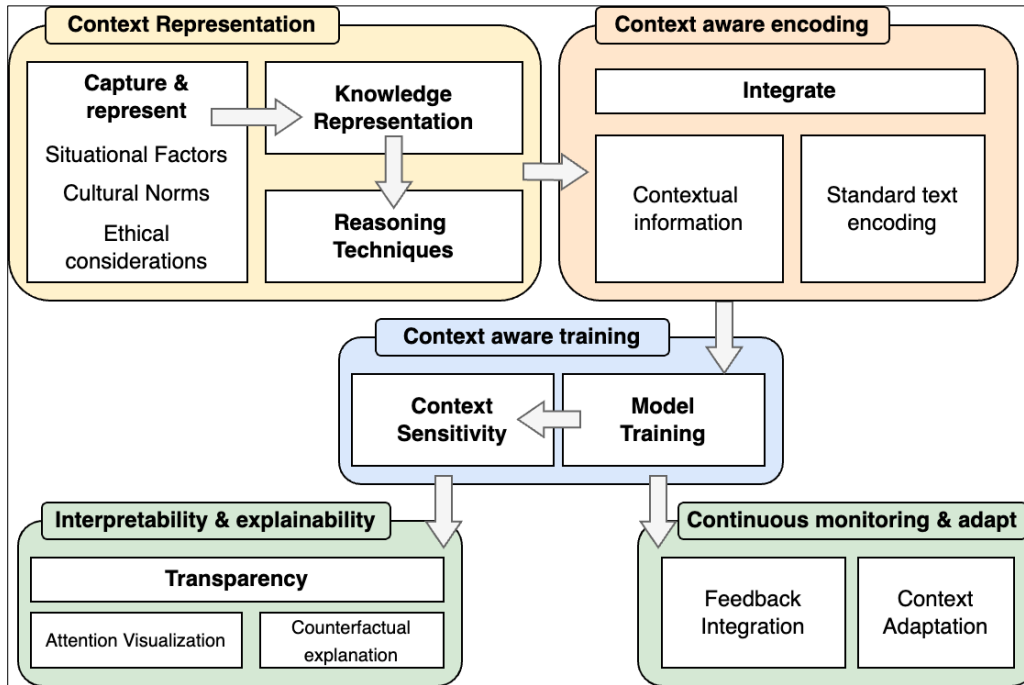 Context Representation
Capture &
represent
Situational Factors
Cultural Norms
Ethical
considerations
Knowledge
Representation
Reasoning
Techniques
Context aware encoding
Integrate
Contextual
information
Standard text
encoding
Context aware training
Context
Sensitivity
Model
Training
Interpretability & explainability
Transparency
Attention Visualization
Counterfactual
explanation
Continuous monitoring & adapt
Feedback
Integration
Context
Adaptation